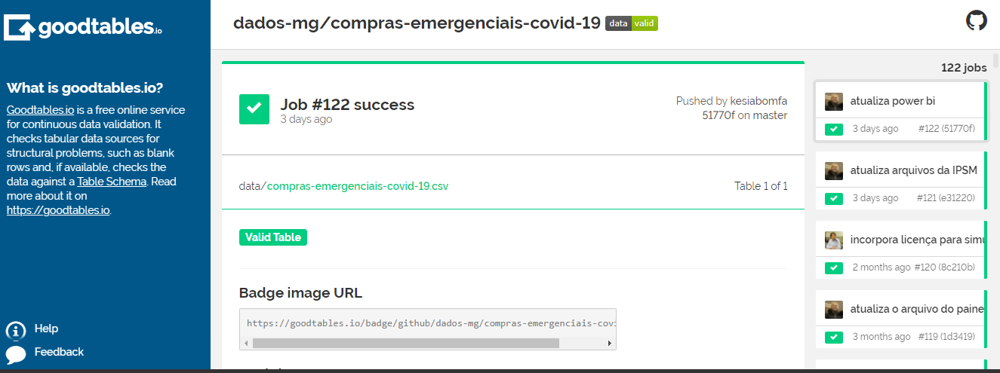 goodtables.io
What is goodtables.io?
Goodtables.io is a free online service
for continuous data validation. It
checks tabular data sources for
structural problems, such as blank
rows and, if available, checks the
data against a Table Schema. Read
more about it on
https://goodtables.io.
Help
Feedback
dados-mg/compras-emergenciais-covid-19 data valid
Job #122 success
3 days ago
Pushed by kesiabomfa
51770f on master
data/compras-emergenciais-covid-19.csv
Table 1 of 1
Valid Table
Badge image URL
https://goodtables.io/badge/github/dados-mg/compras-emergenciais-covi
122 jobs
atualiza power bi
3 days ago #122 (51770f)
atualiza arquivos da IPSM
3 days ago #121 (e31220)
incorpora licença para simu
2 months ago #120 (8c210b)
atualiza o arquivo do paine
3 months ago #119 (1d3419)